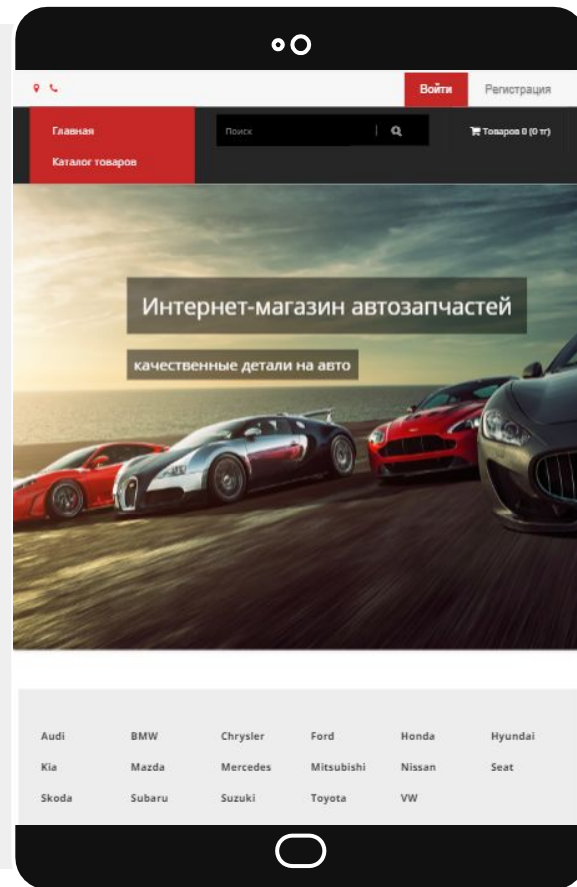 Войти Регистрация
Главная Поиск Товаров 0 (0 тг)
Каталог товаров
Интернет-магазин автозапчастей
качественные детали на авто
Audi BMW Chrysler Ford Honda Hyundai
Kia Mazda Mercedes Mitsubishi Nissan Seat
Skoda Subaru Suzuki Toyota VW